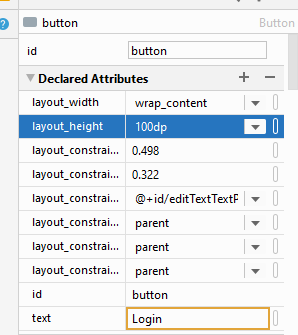 button Button
id button
Declared Attributes
layout_width wrap_content
layout_height 100dp
layout_constrai... 0.498
layout_constrai... 0.322
layout_constrai... @+id/editTextTextP
layout_constrai... parent
layout_constrai... parent
layout_constrai... parent
id button
text Login